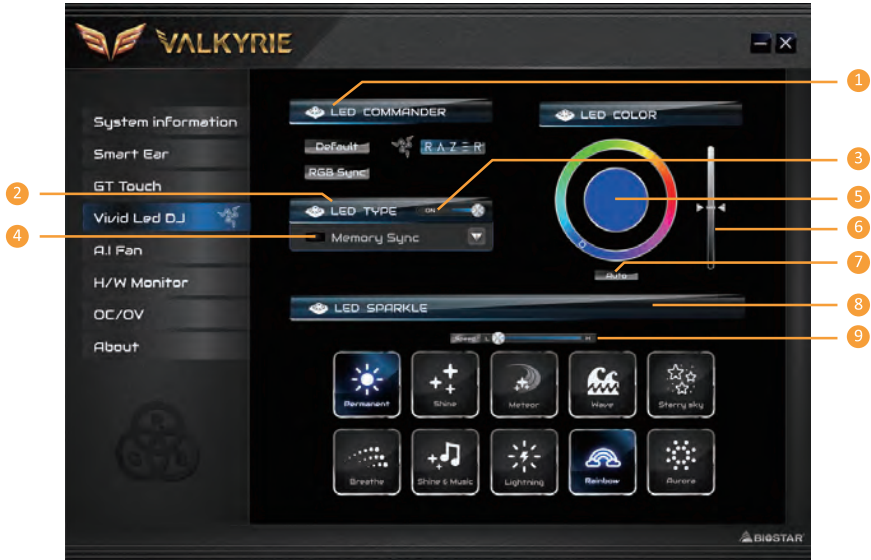 VALKYRIE
1
LED COMMANDER
LED COLOR
System information
Default
RAZER
Smart Ear
RGB Sync
3
GT Touch
2
LED TYPE
ON
5
Vivid Led DJ
4
Memory Sync
6
A.I Fan
7
Auto
H/W Monitor
8
LED SPARKLE
OC/OV
9
Speed L H
About
Permanent
Shine
Meteor
Wave
Starry sky
Breathe
Shine & Music
Lightning
Rainbow
Aurora
BIOSTAR